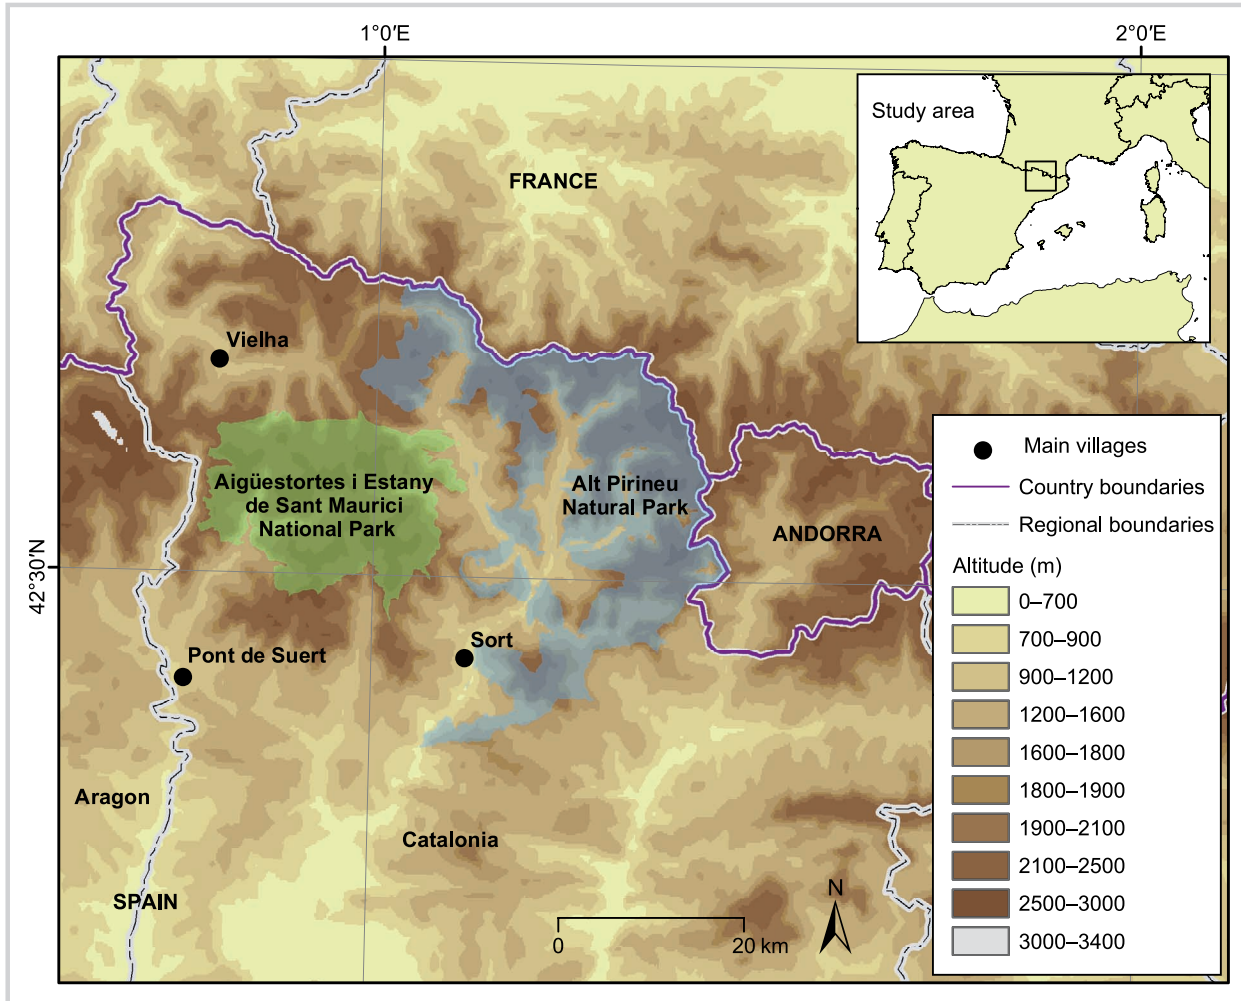 1°0′E
2°0′E
Study area
FRANCE
Vielha
Aigüestortes i Estany
de Sant Maurici
National Park
Alt Pirineu
Natural Park
ANDORRA
42°30′N
Sort
Pont de Suert
Aragon
Catalonia
SPAIN
N
0
20 km
Main villages
Country boundaries
Regional boundaries
Altitude (m)
0–700
700–900
900–1200
1200–1600
1600–1800
1800–1900
1900–2100
2100–2500
2500–3000
3000–3400